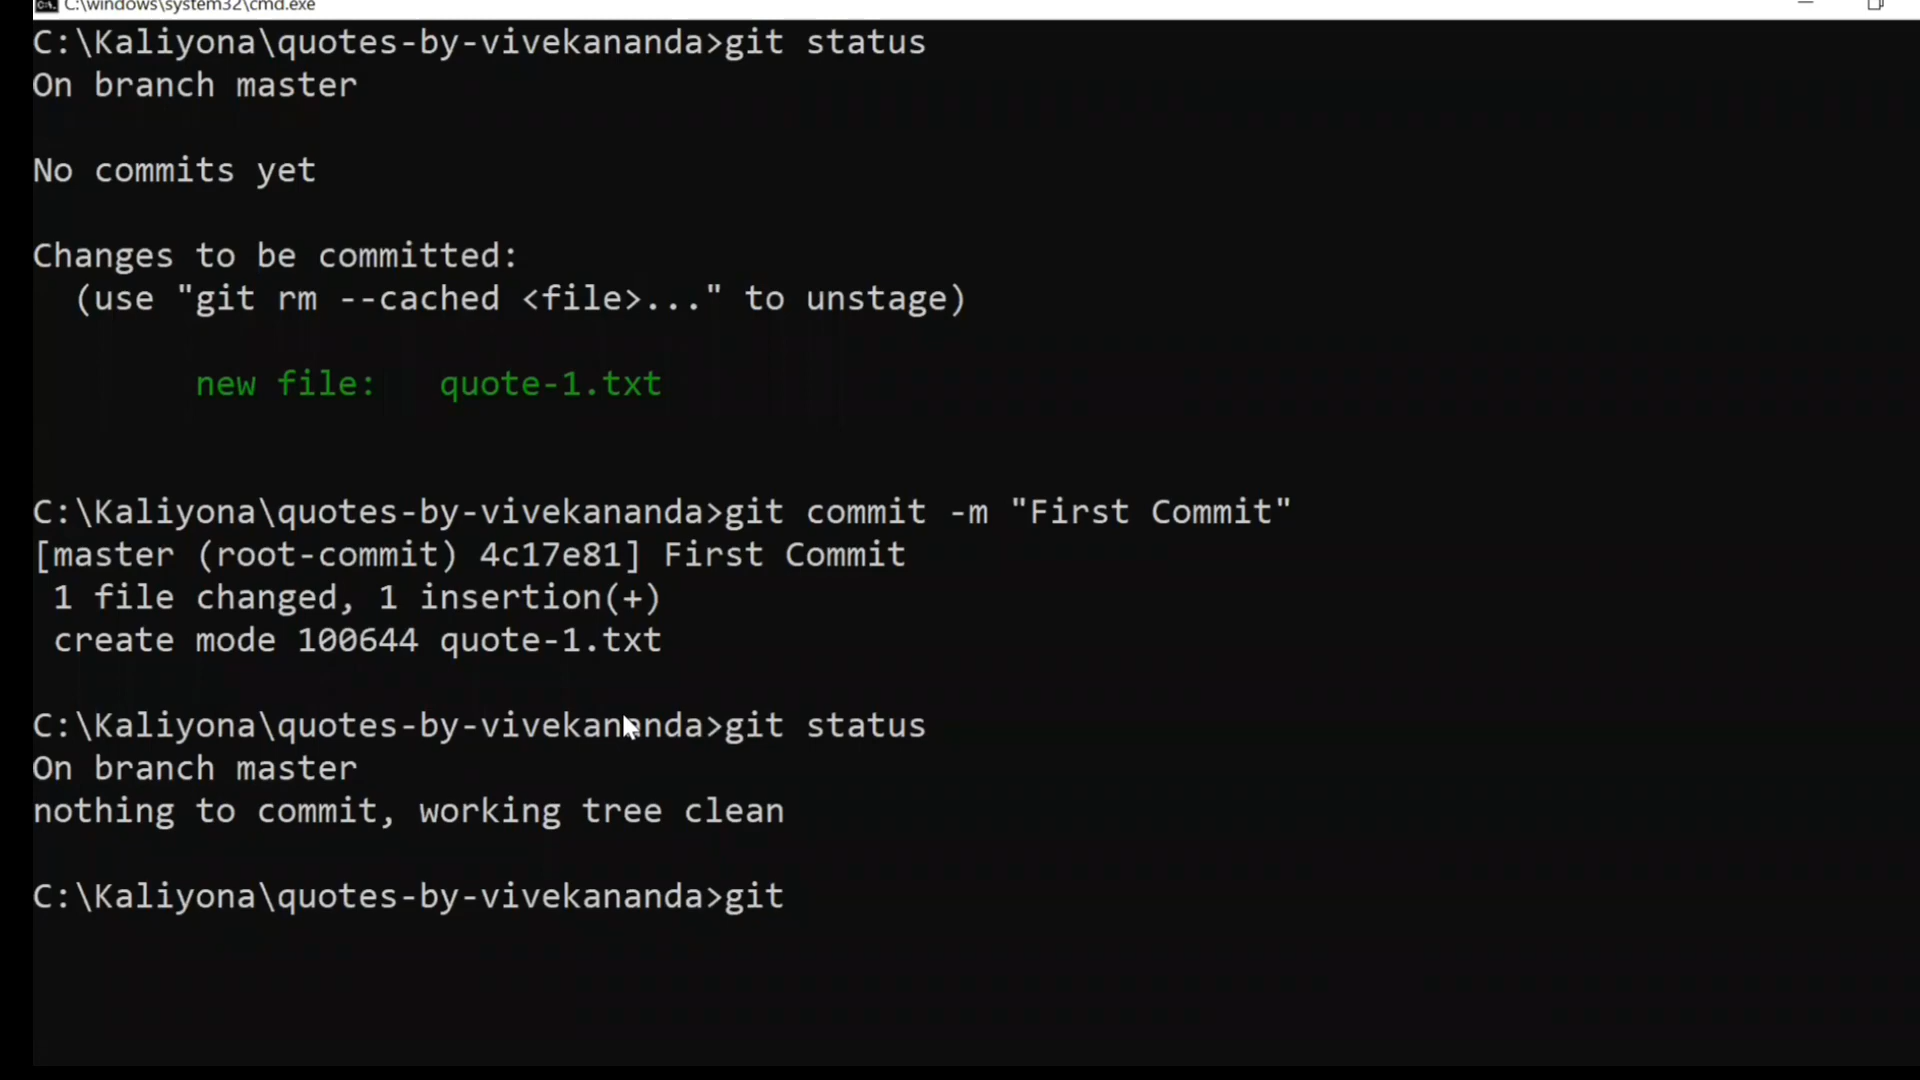 C:\windows\system32\cmd.exe
C:\Kaliyona\quotes-by-vivekananda>git status
On branch master
No commits yet
Changes to be committed:
  (use "git rm --cached <file>..." to unstage)
        new file:   quote-1.txt
C:\Kaliyona\quotes-by-vivekananda>git commit -m "First Commit"
[master (root-commit) 4c17e81] First Commit
 1 file changed, 1 insertion(+)
 create mode 100644 quote-1.txt
C:\Kaliyona\quotes-by-vivekananda>git status
On branch master
nothing to commit, working tree clean
C:\Kaliyona\quotes-by-vivekananda>git